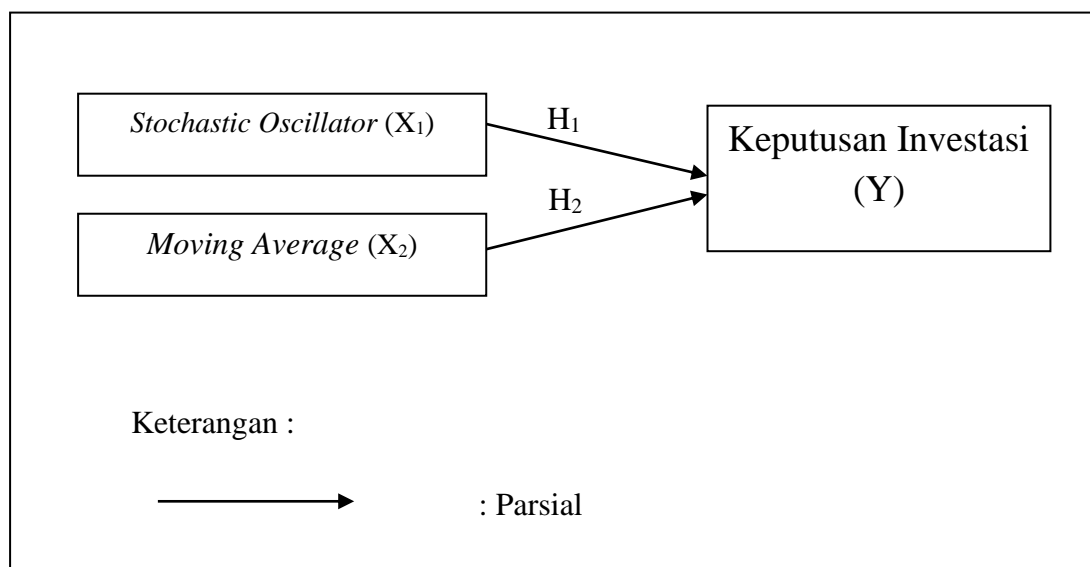 Stochastic Oscillator (X₁)
H₁
Keputusan Investasi
(Y)
H₂
Moving Average (X₂)
Keterangan :
: Parsial